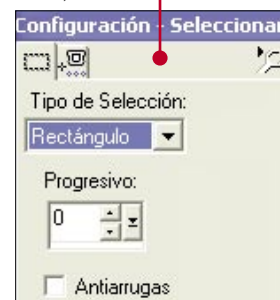 Configuración - Seleccionar
Tipo de Selección:
Rectángulo
Progresivo:
0
Antiarrugas